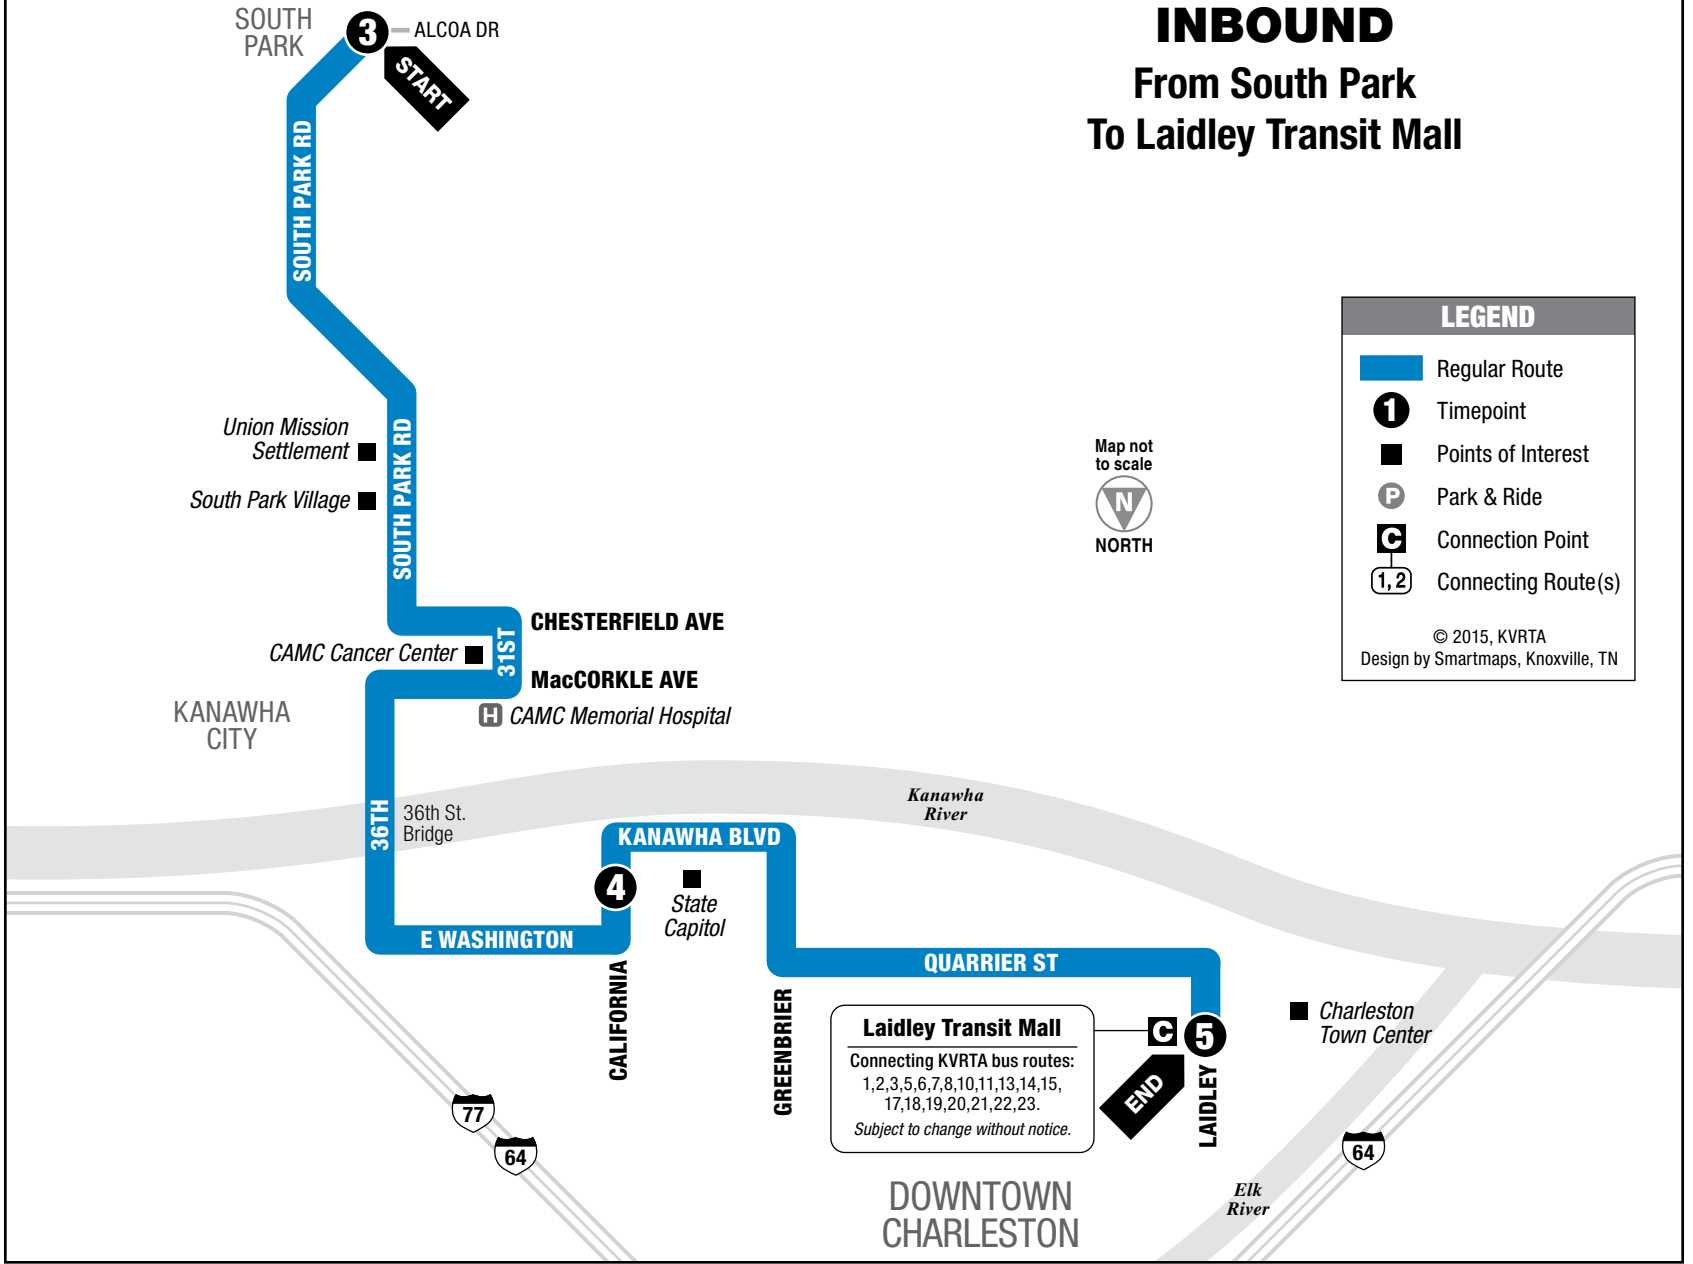 INBOUND
From South Park
To Laidley Transit Mall
SOUTH
PARK
3
ALCOA DR
START
SOUTH PARK RD
LEGEND
Regular Route
1
Timepoint
Points of Interest
P
Park & Ride
C
Connection Point
1, 2
Connecting Route(s)
© 2015, KVRTA
Design by Smartmaps, Knoxville, TN
Union Mission
Settlement
South Park Village
SOUTH PARK RD
Map not
to scale
N
NORTH
CHESTERFIELD AVE
31ST
CAMC Cancer Center
MacCORKLE AVE
H
CAMC Memorial Hospital
KANAWHA
CITY
36TH
36th St.
Bridge
Kanawha
River
KANAWHA BLVD
4
State
Capitol
E WASHINGTON
CALIFORNIA
QUARRIER ST
GREENBRIER
Laidley Transit Mall
Connecting KVRTA bus routes:
1,2,3,5,6,7,8,10,11,13,14,15,
17,18,19,20,21,22,23.
Subject to change without notice.
C
5
END
LAIDLEY
Charleston
Town Center
77
64
64
Elk
River
DOWNTOWN
CHARLESTON